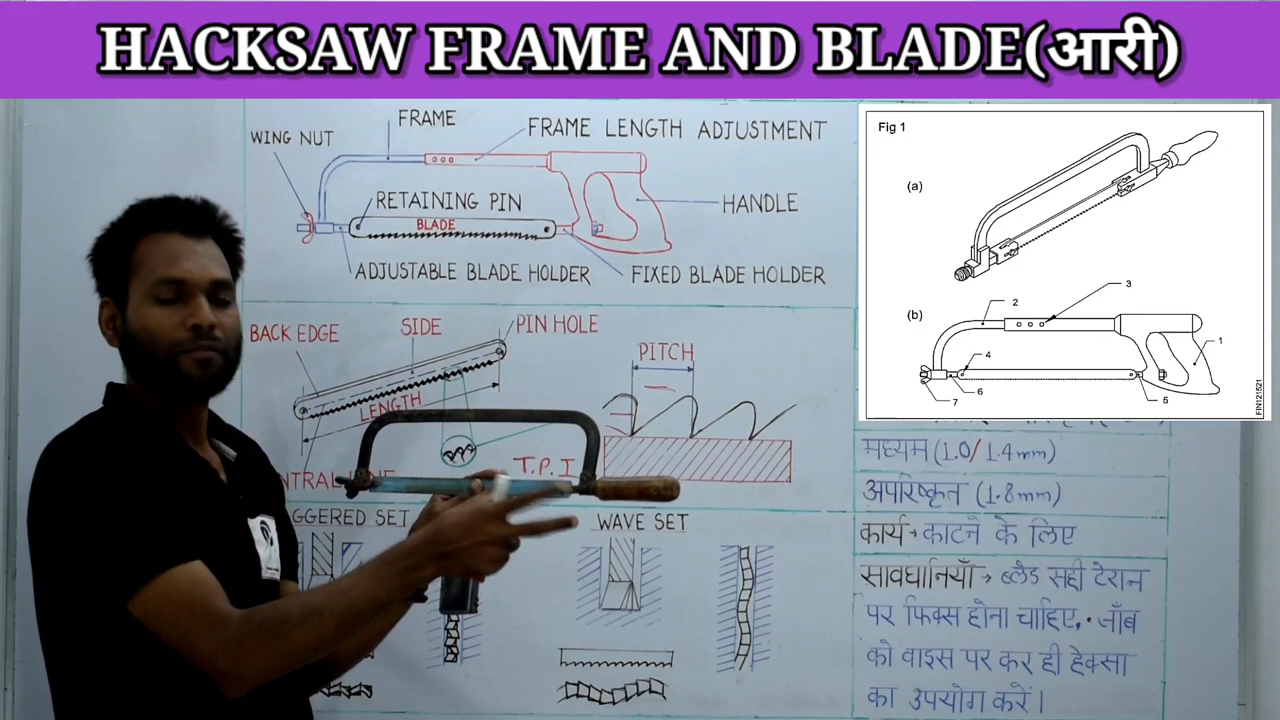 HACKSAW FRAME AND BLADE(आरी)
WING NUT
FRAME
FRAME LENGTH ADJUSTMENT
RETAINING PIN
BLADE
HANDLE
ADJUSTABLE BLADE HOLDER
FIXED BLADE HOLDER
Fig 1
(a)
(b)
2
3
1
4
6
7
5
FIN121521
BACK EDGE
SIDE
PIN HOLE
LENGTH
PITCH
T.P.I
GGERED SET
WAVE SET
मध्यम (1.0/1.4mm)
अपरिष्कृत (1.8mm)
कार्य → काटने के लिए
सावधानियाँ → ब्लेड सही टेंशन
पर फिक्स होना चाहिए, • जॉब
को वाइस पर कर ही हेक्सा
का उपयोग करें।